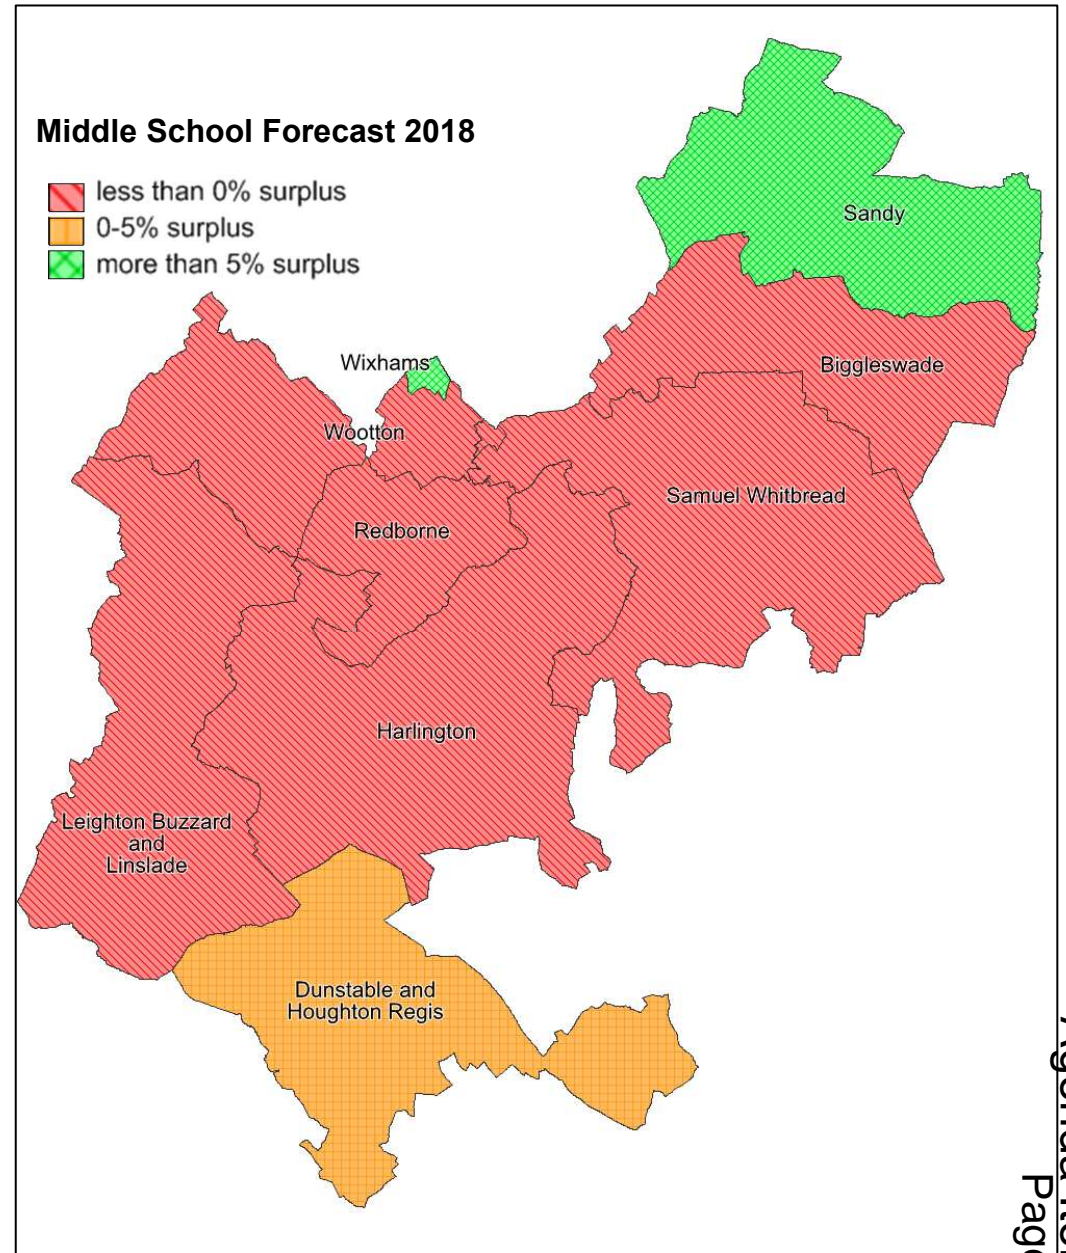 Middle School Forecast 2018
less than 0% surplus
0-5% surplus
more than 5% surplus
Sandy
Biggleswade
Wixhams
Wootton
Samuel Whitbread
Redborne
Harlington
Leighton Buzzard
and
Linslade
Dunstable and
Houghton Regis
Page